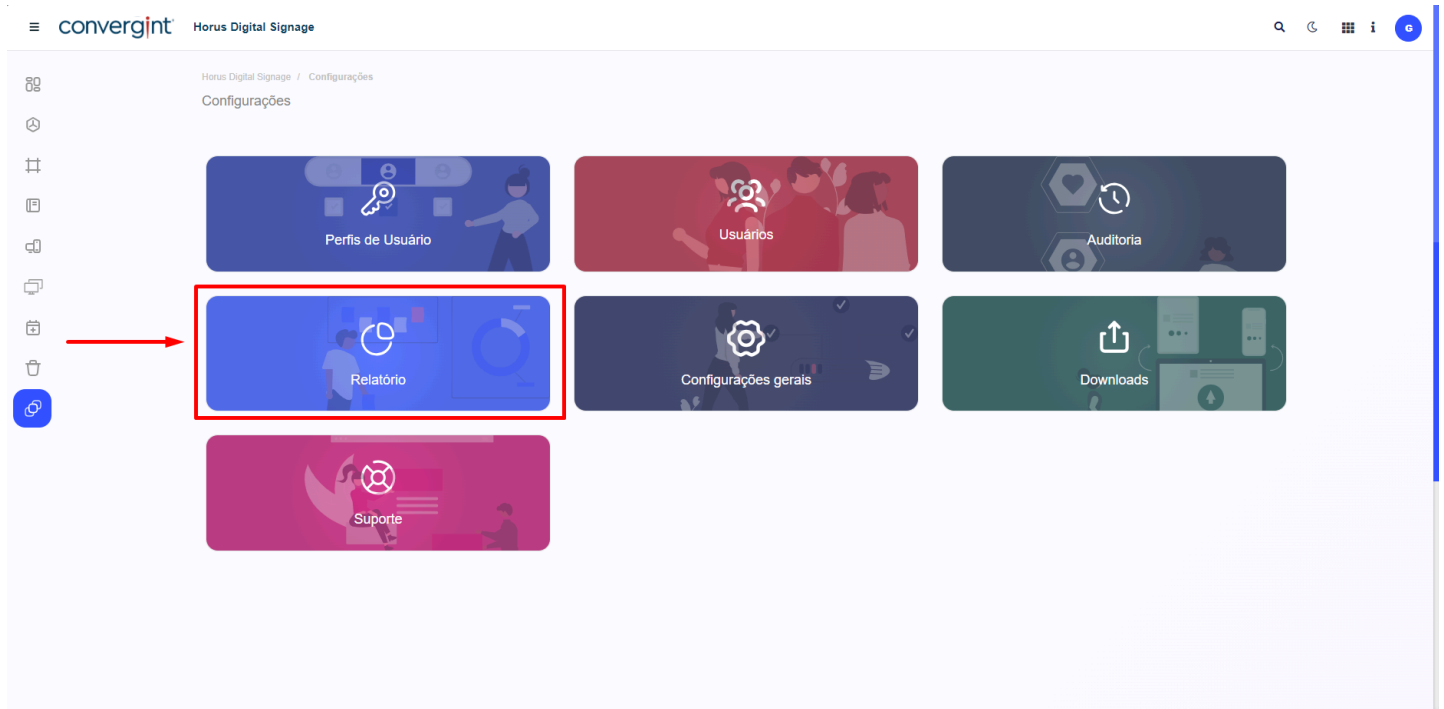 convergint Horus Digital Signage G
Horus Digital Signage / Configurações
Configurações
Perfis de Usuário
Usuários
Auditoria
Relatório
Configurações gerais
Downloads
Suporte